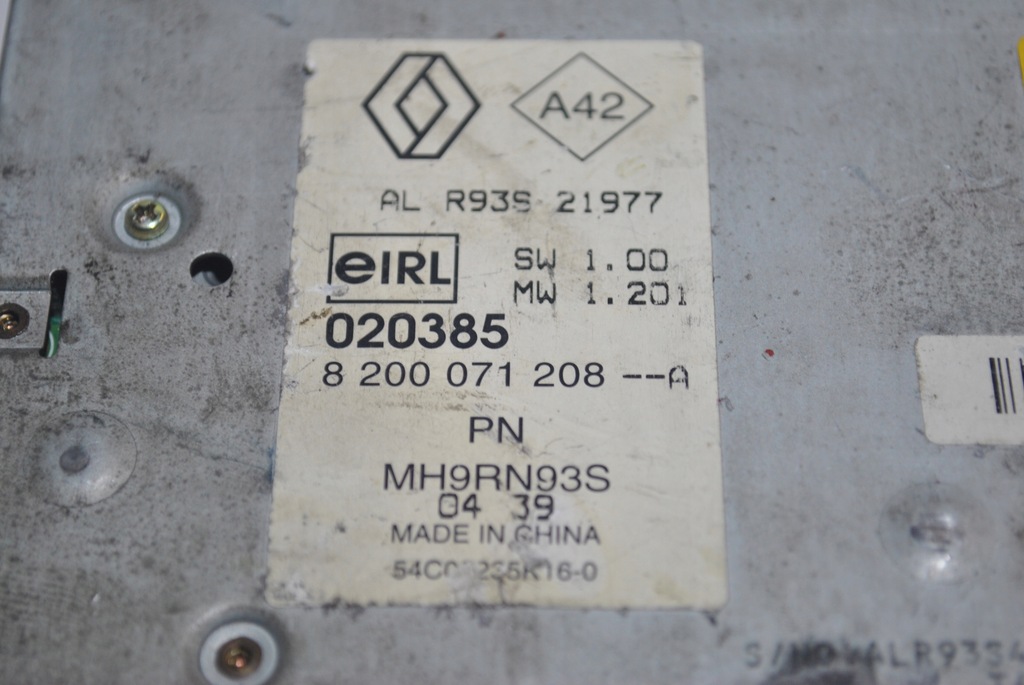 A42
AL R93S 21977
eIRL
SW 1.00
MW 1.201
020385
8 200 071 208 --A
PN
MH9RN93S
04 39
MADE IN CHINA